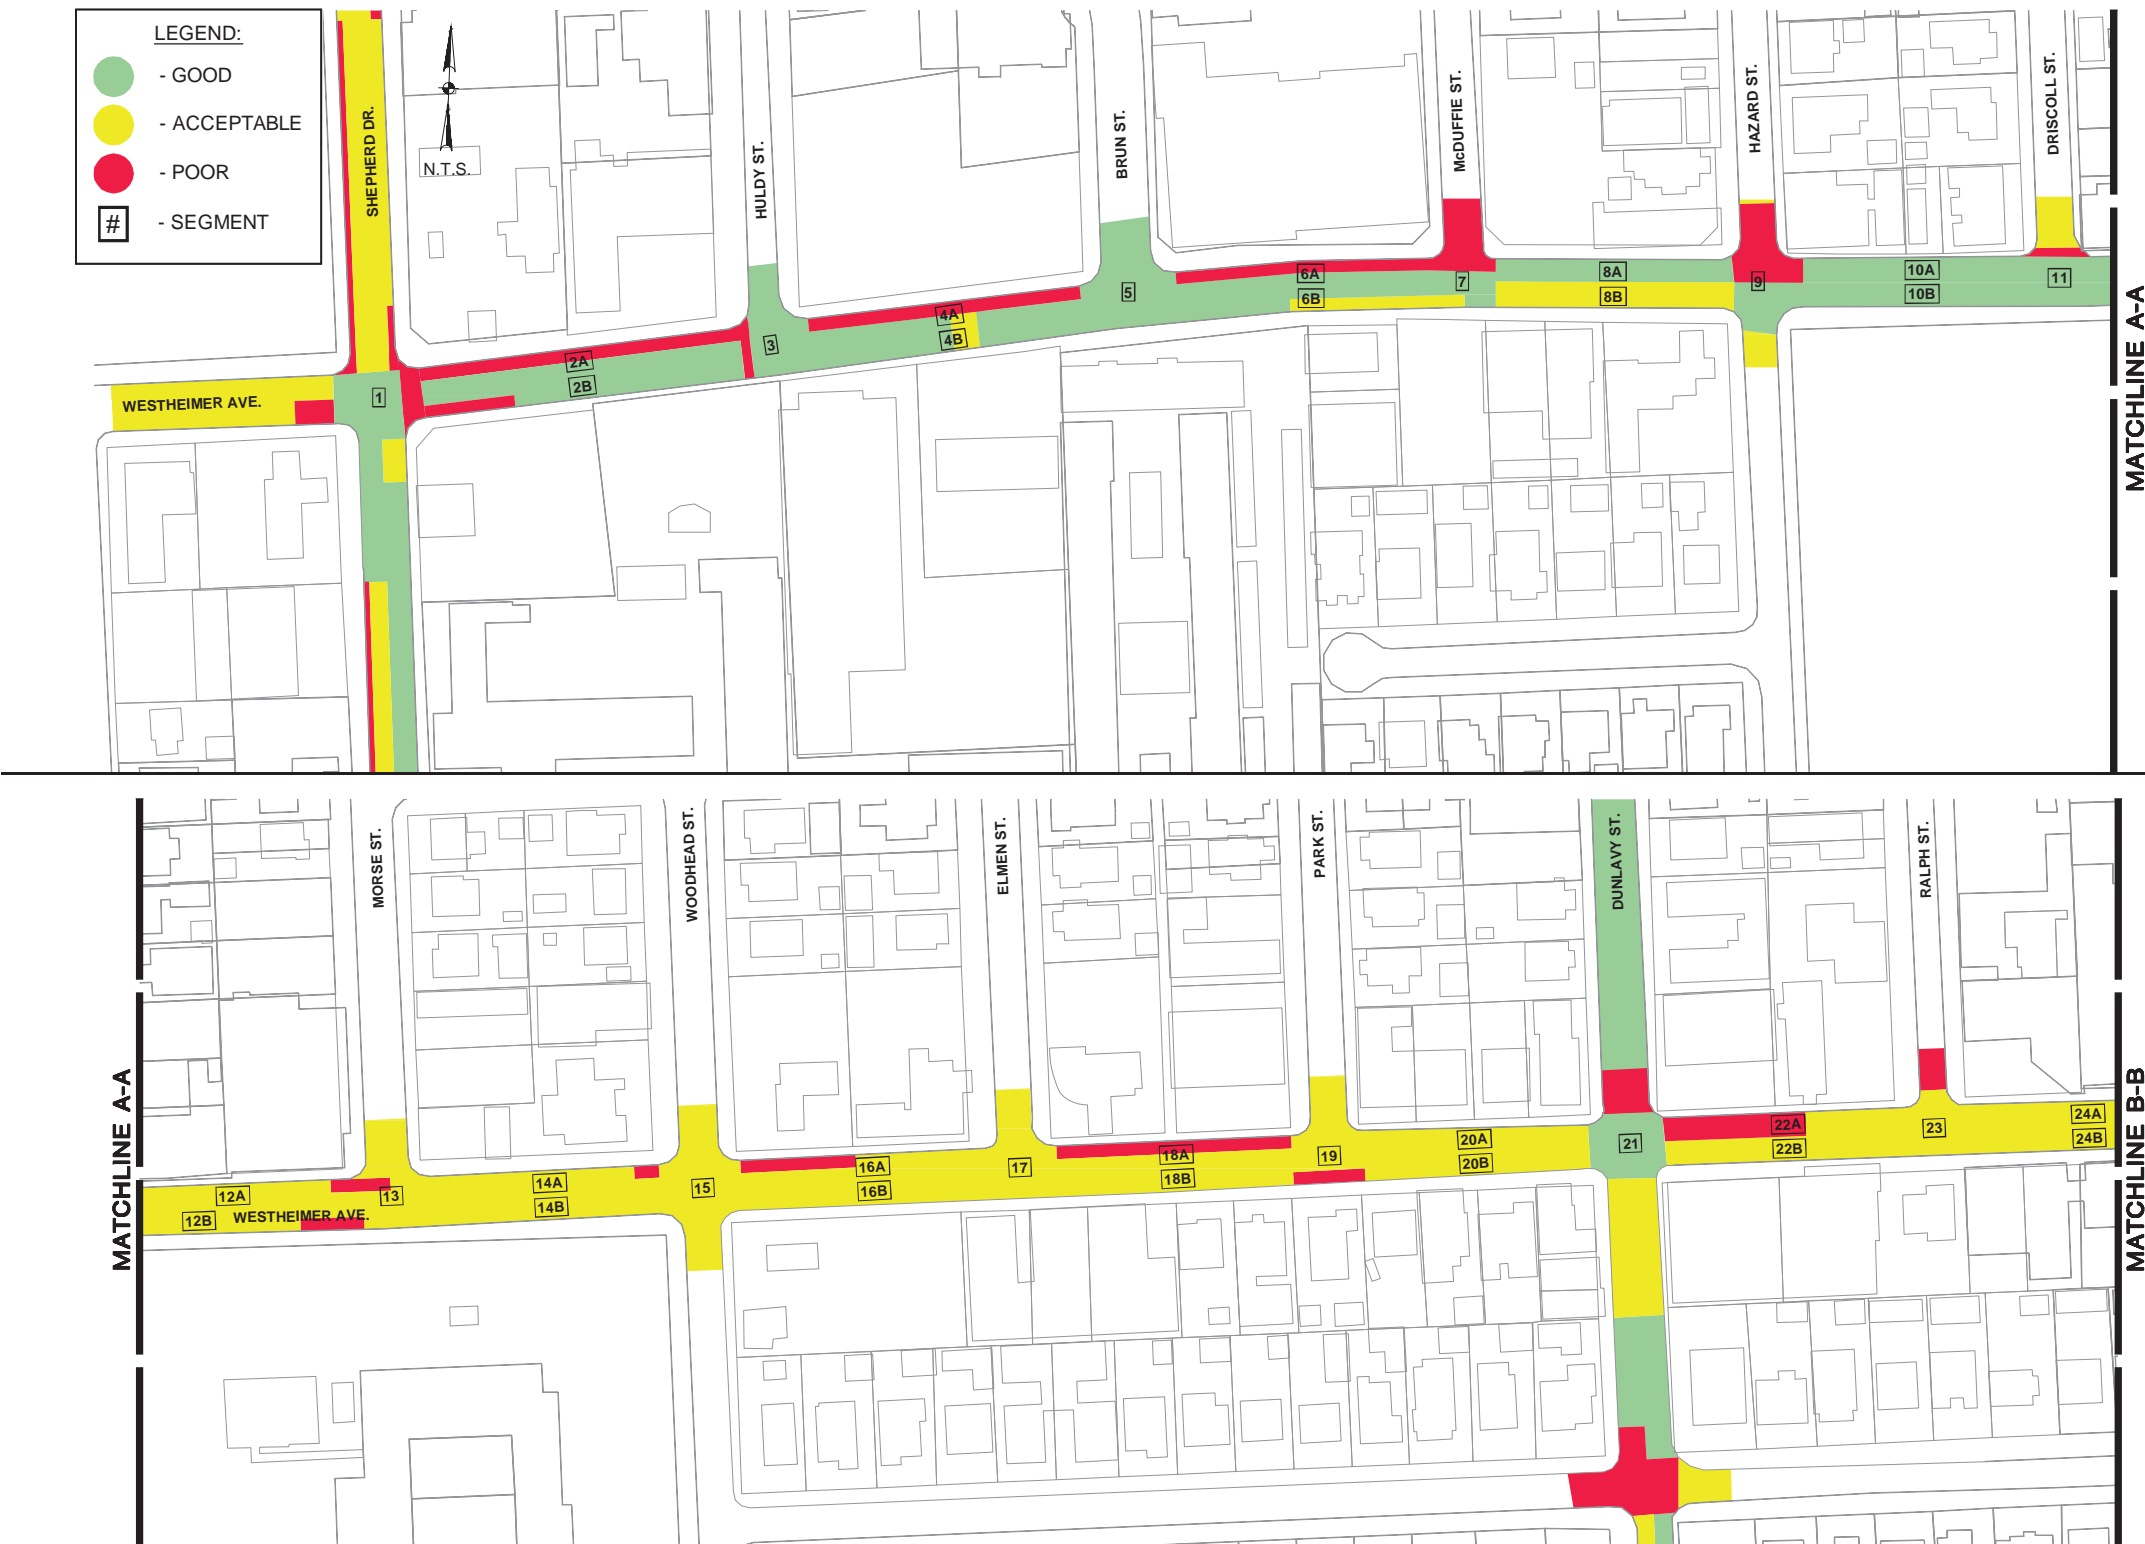 LEGEND:
- GOOD
- ACCEPTABLE
- POOR
# - SEGMENT
N.T.S.
SHEPHERD DR.
HULDY ST.
BRUN ST.
McDUFFIE ST.
HAZARD ST.
DRISCOLL ST.
WESTHEIMER AVE.
1
2A
2B
3
4A
4B
5
6A
6B
7
8A
8B
9
10A
10B
11
MATCHLINE A-A
MORSE ST.
WOODHEAD ST.
ELMEN ST.
PARK ST.
DUNLAVY ST.
RALPH ST.
MATCHLINE A-A
12A
12B
WESTHEIMER AVE.
13
14A
14B
15
16A
16B
17
18A
18B
19
20A
20B
21
22A
22B
23
24A
24B
MATCHLINE B-B